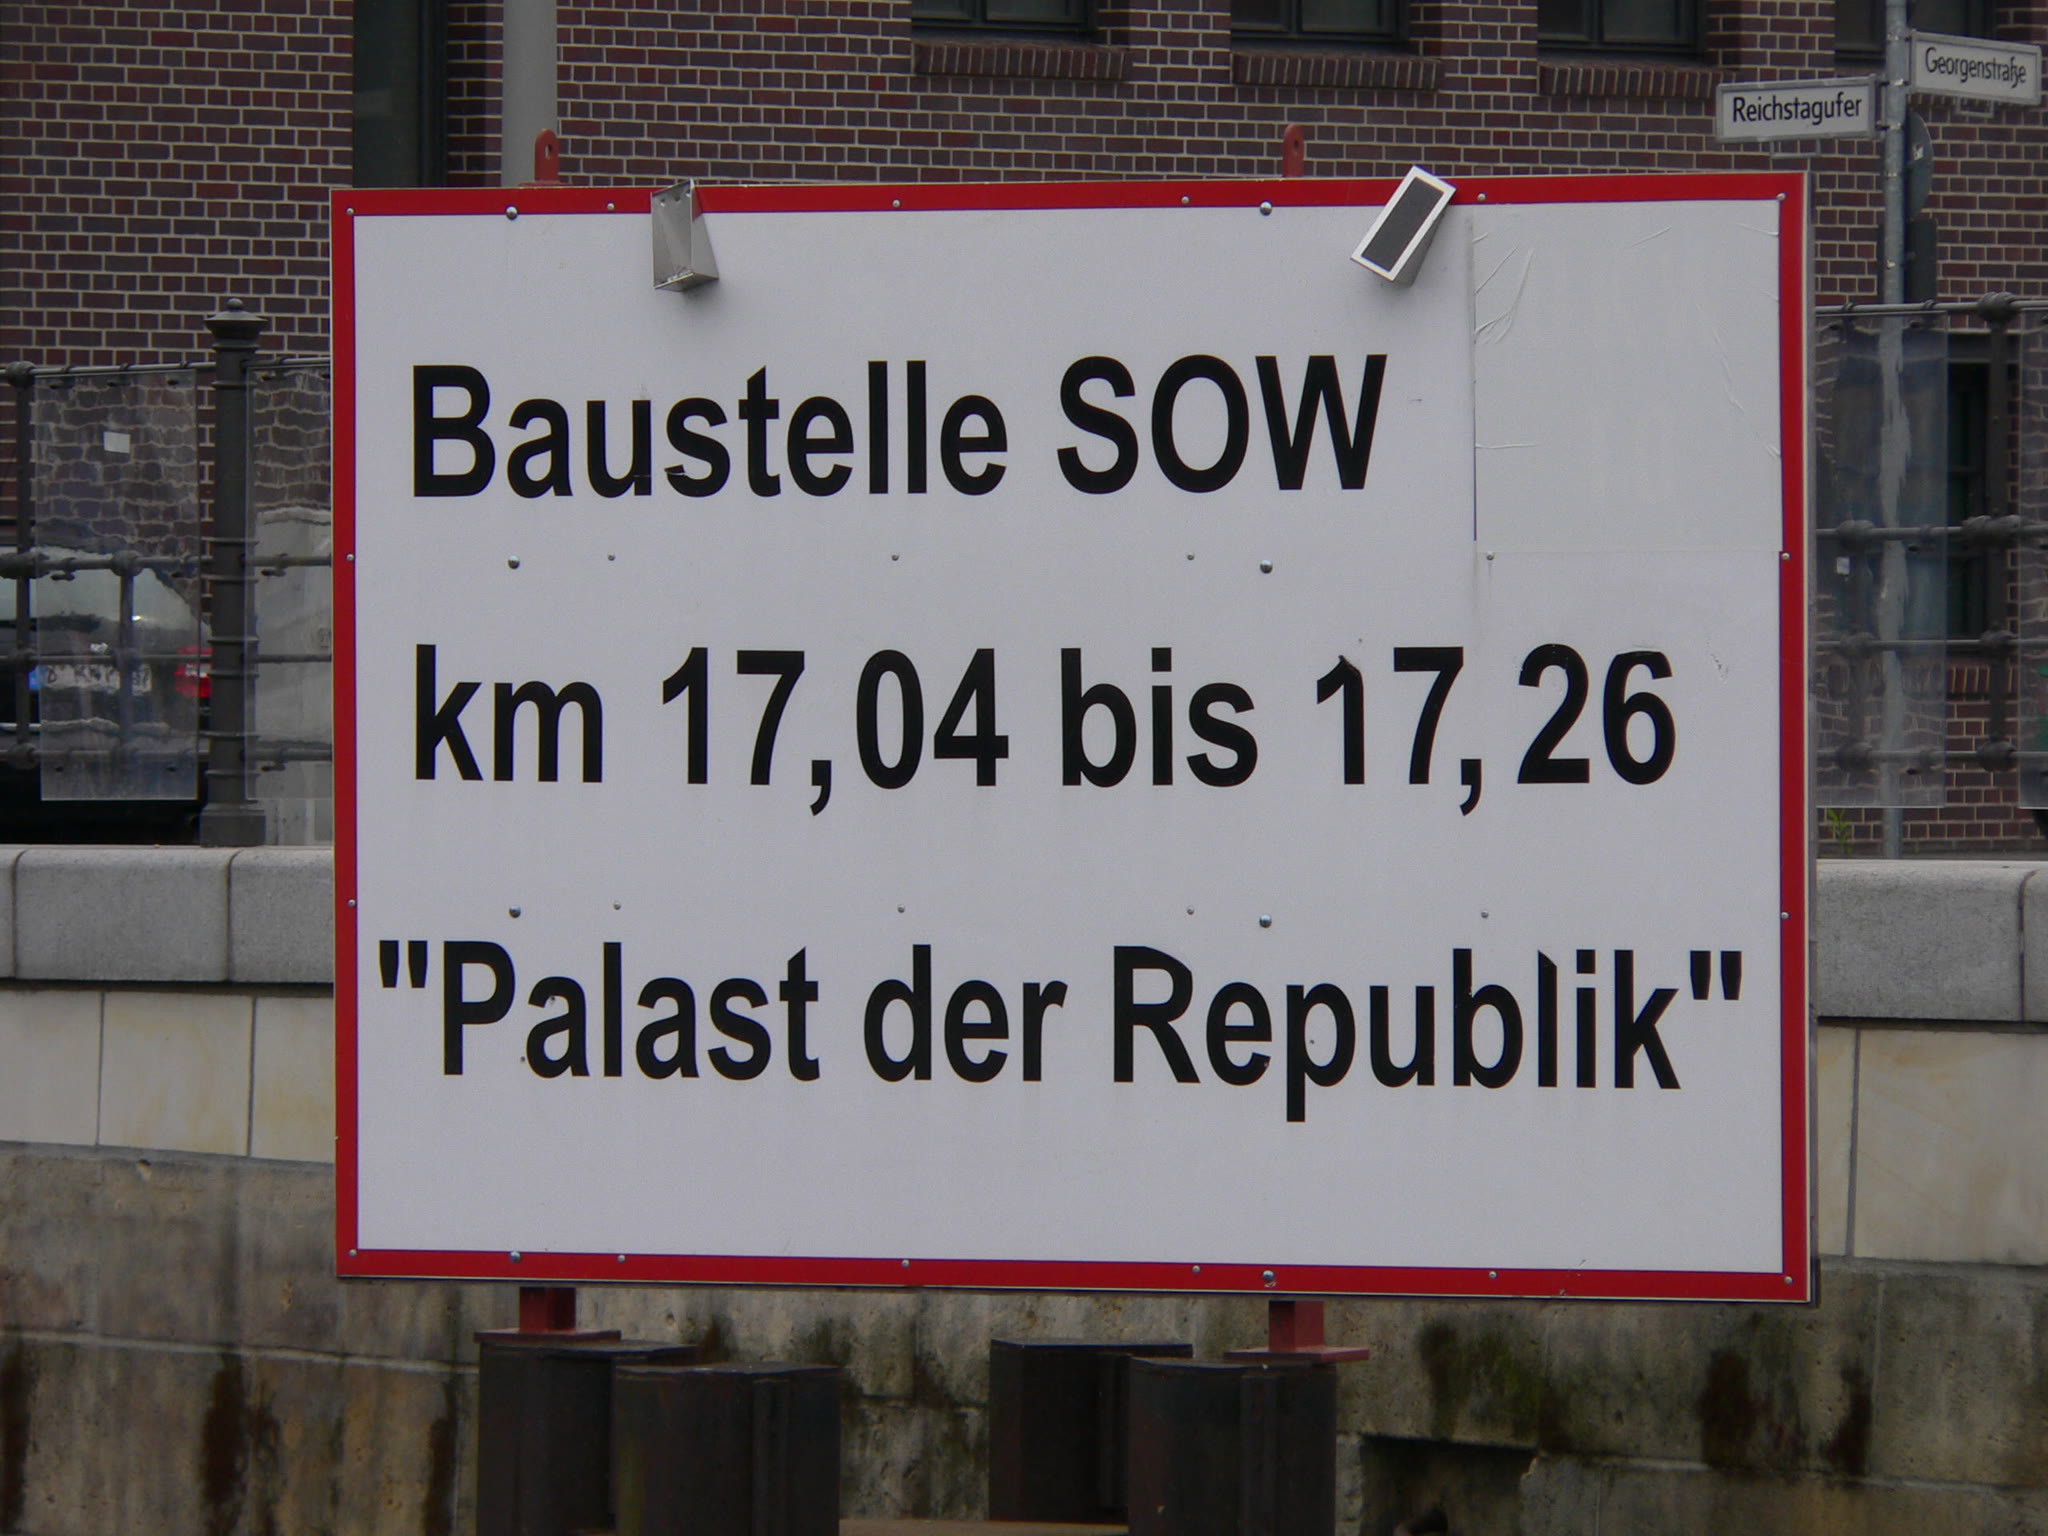 Georgenstraße
Reichstagufer
Baustelle SOW
km 17,04 bis 17,26
"Palast der Republik"